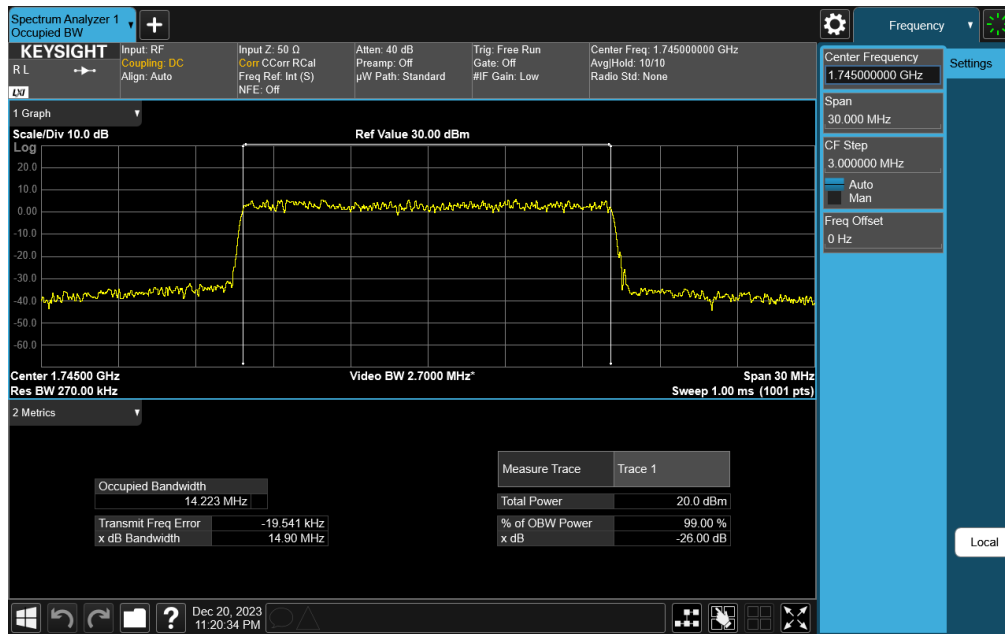 Spectrum Analyzer 1
Occupied BW
Frequency
KEYSIGHT
R L
LXI
Input: RF
Coupling: DC
Align: Auto
Input Z: 50 Ω
Corr CCorr RCal
Freq Ref: Int (S)
NFE: Off
Atten: 40 dB
Preamp: Off
µW Path: Standard
Trig: Free Run
Gate: Off
#IF Gain: Low
Center Freq: 1.745000000 GHz
Avg|Hold: 10/10
Radio Std: None
Center Frequency
1.745000000 GHz
Settings
Span
30.000 MHz
CF Step
3.000000 MHz
Auto
Man
Freq Offset
0 Hz
1 Graph
Scale/Div 10.0 dB
Ref Value 30.00 dBm
Log
20.0
10.0
0.00
-10.0
-20.0
-30.0
-40.0
-50.0
-60.0
Center 1.74500 GHz
Video BW 2.7000 MHz*
Span 30 MHz
Res BW 270.00 kHz
Sweep 1.00 ms (1001 pts)
2 Metrics
Occupied Bandwidth
14.223 MHz
Transmit Freq Error -19.541 kHz
x dB Bandwidth 14.90 MHz
Measure Trace Trace 1
Total Power 20.0 dBm
% of OBW Power 99.00 %
x dB -26.00 dB
Local
?
Dec 20, 2023
11:20:34 PM